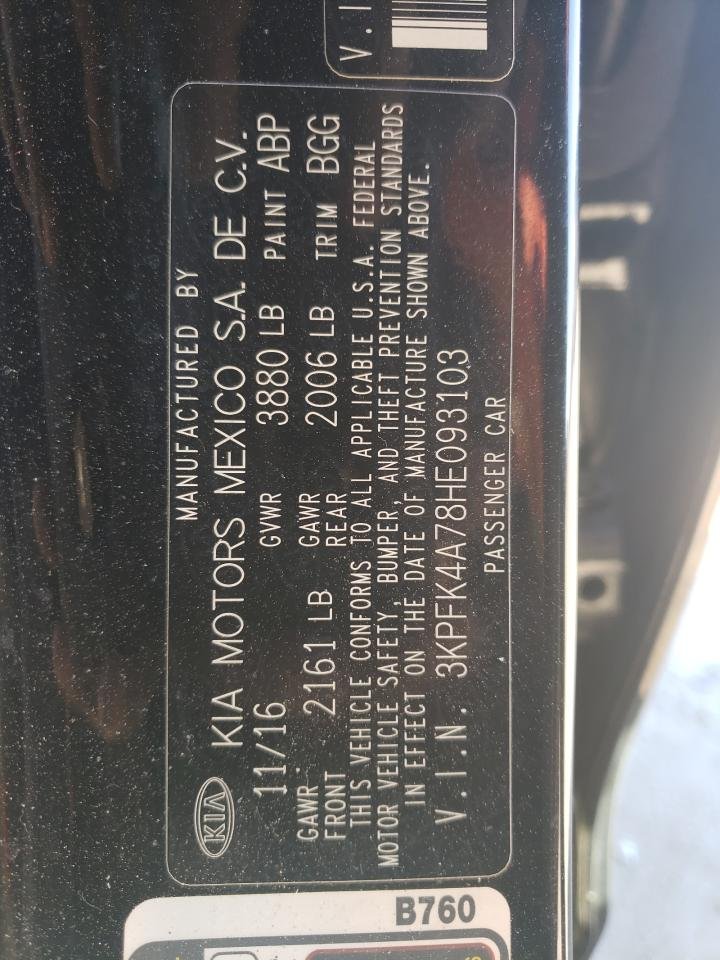 V.I
MANUFACTURED BY
KIA KIA MOTORS MEXICO S.A. DE C.V.
11/16 GVWR 3880 LB PAINT ABP
GAWR FRONT 2161 LB GAWR REAR 2006 LB TRIM BGG
THIS VEHICLE CONFORMS TO ALL APPLICABLE U.S.A. FEDERAL
MOTOR VEHICLE SAFETY, BUMPER, AND THEFT PREVENTION STANDARDS
IN EFFECT ON THE DATE OF MANUFACTURE SHOWN ABOVE.
V.I.N. 3KPFK4A78HE093103
PASSENGER CAR
B760